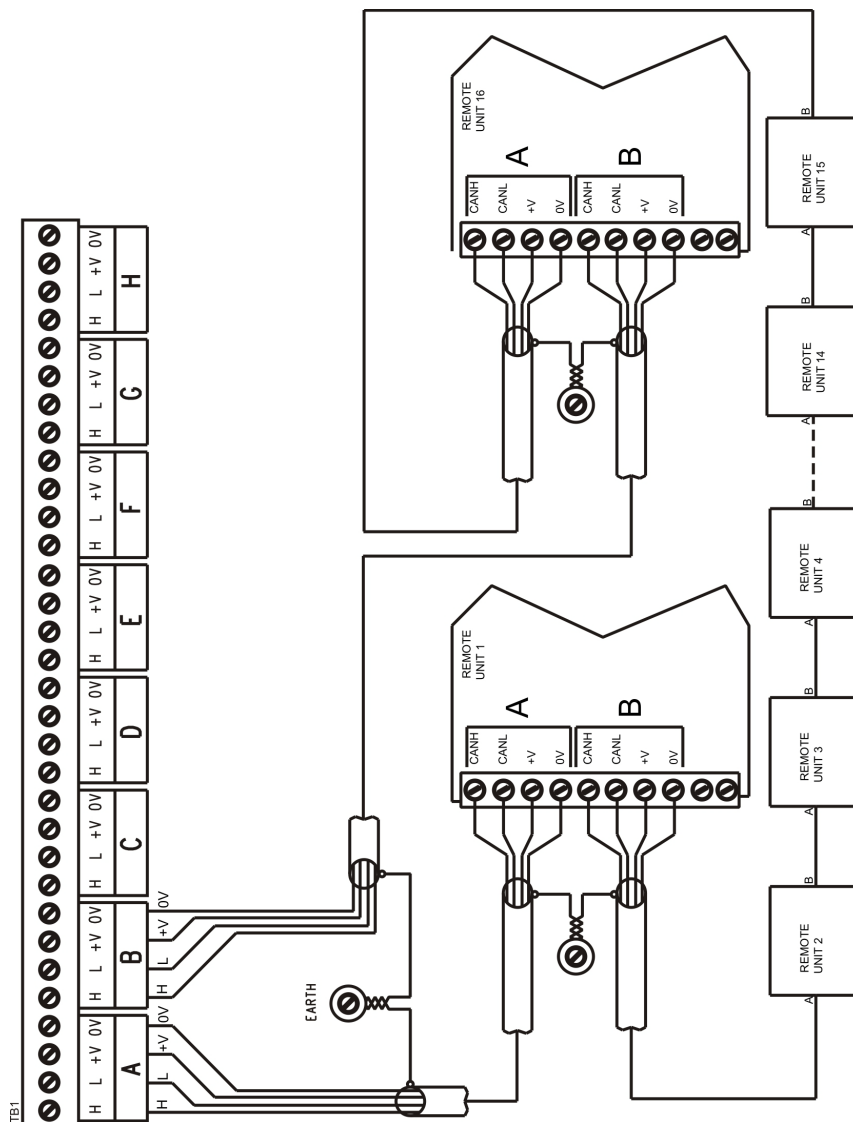 TB1
H L +V 0V
A
H L +V 0V
B
H L +V 0V
C
H L +V 0V
D
H L +V 0V
E
H L +V 0V
F
H L +V 0V
G
H L +V 0V
H
H L +V 0V
H L +V 0V
EARTH
REMOTE
UNIT 1
A
CANH
CANL
+V
0V
B
CANH
CANL
+V
0V
REMOTE
UNIT 16
A
CANH
CANL
+V
0V
B
CANH
CANL
+V
0V
A
REMOTE
UNIT 2
B
A
REMOTE
UNIT 3
B
A
REMOTE
UNIT 4
B
A
REMOTE
UNIT 14
B
A
REMOTE
UNIT 15
B